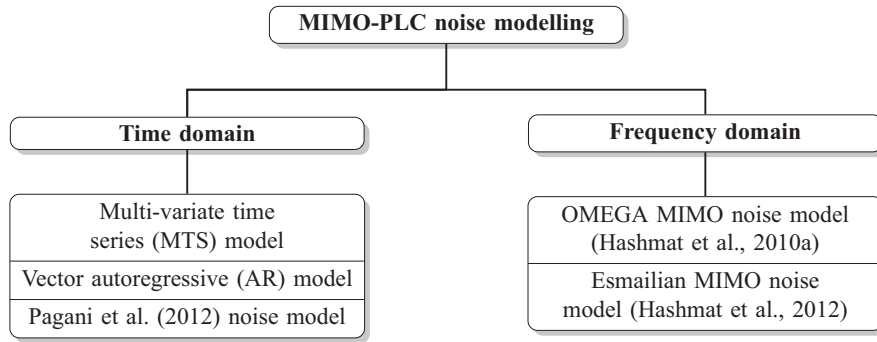 MIMO-PLC noise modelling
Time domain
Multi-variate time
series (MTS) model
Vector autoregressive (AR) model
Pagani et al. (2012) noise model
Frequency domain
OMEGA MIMO noise model
(Hashmat et al., 2010a)
Esmailian MIMO noise
model (Hashmat et al., 2012)